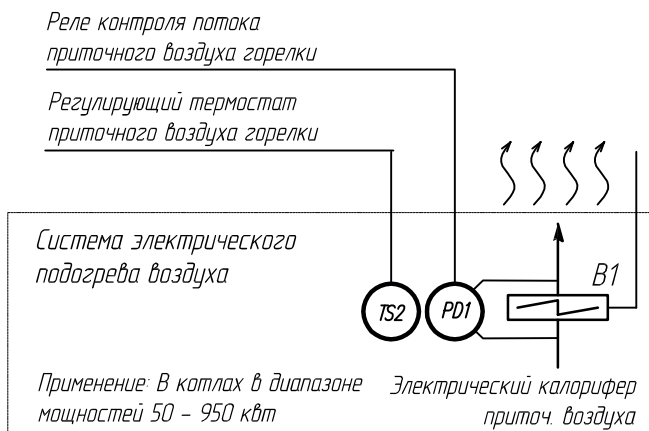 Реле контроля потока
приточного воздуха горелки
Регулирующий термостат
приточного воздуха горелки
Система электрического
подогрева воздуха
B1
TS2
PD1
Применение: В котлах в диапазоне
мощностей 50 – 950 квт
Электрический калорифер
приточ. воздуха